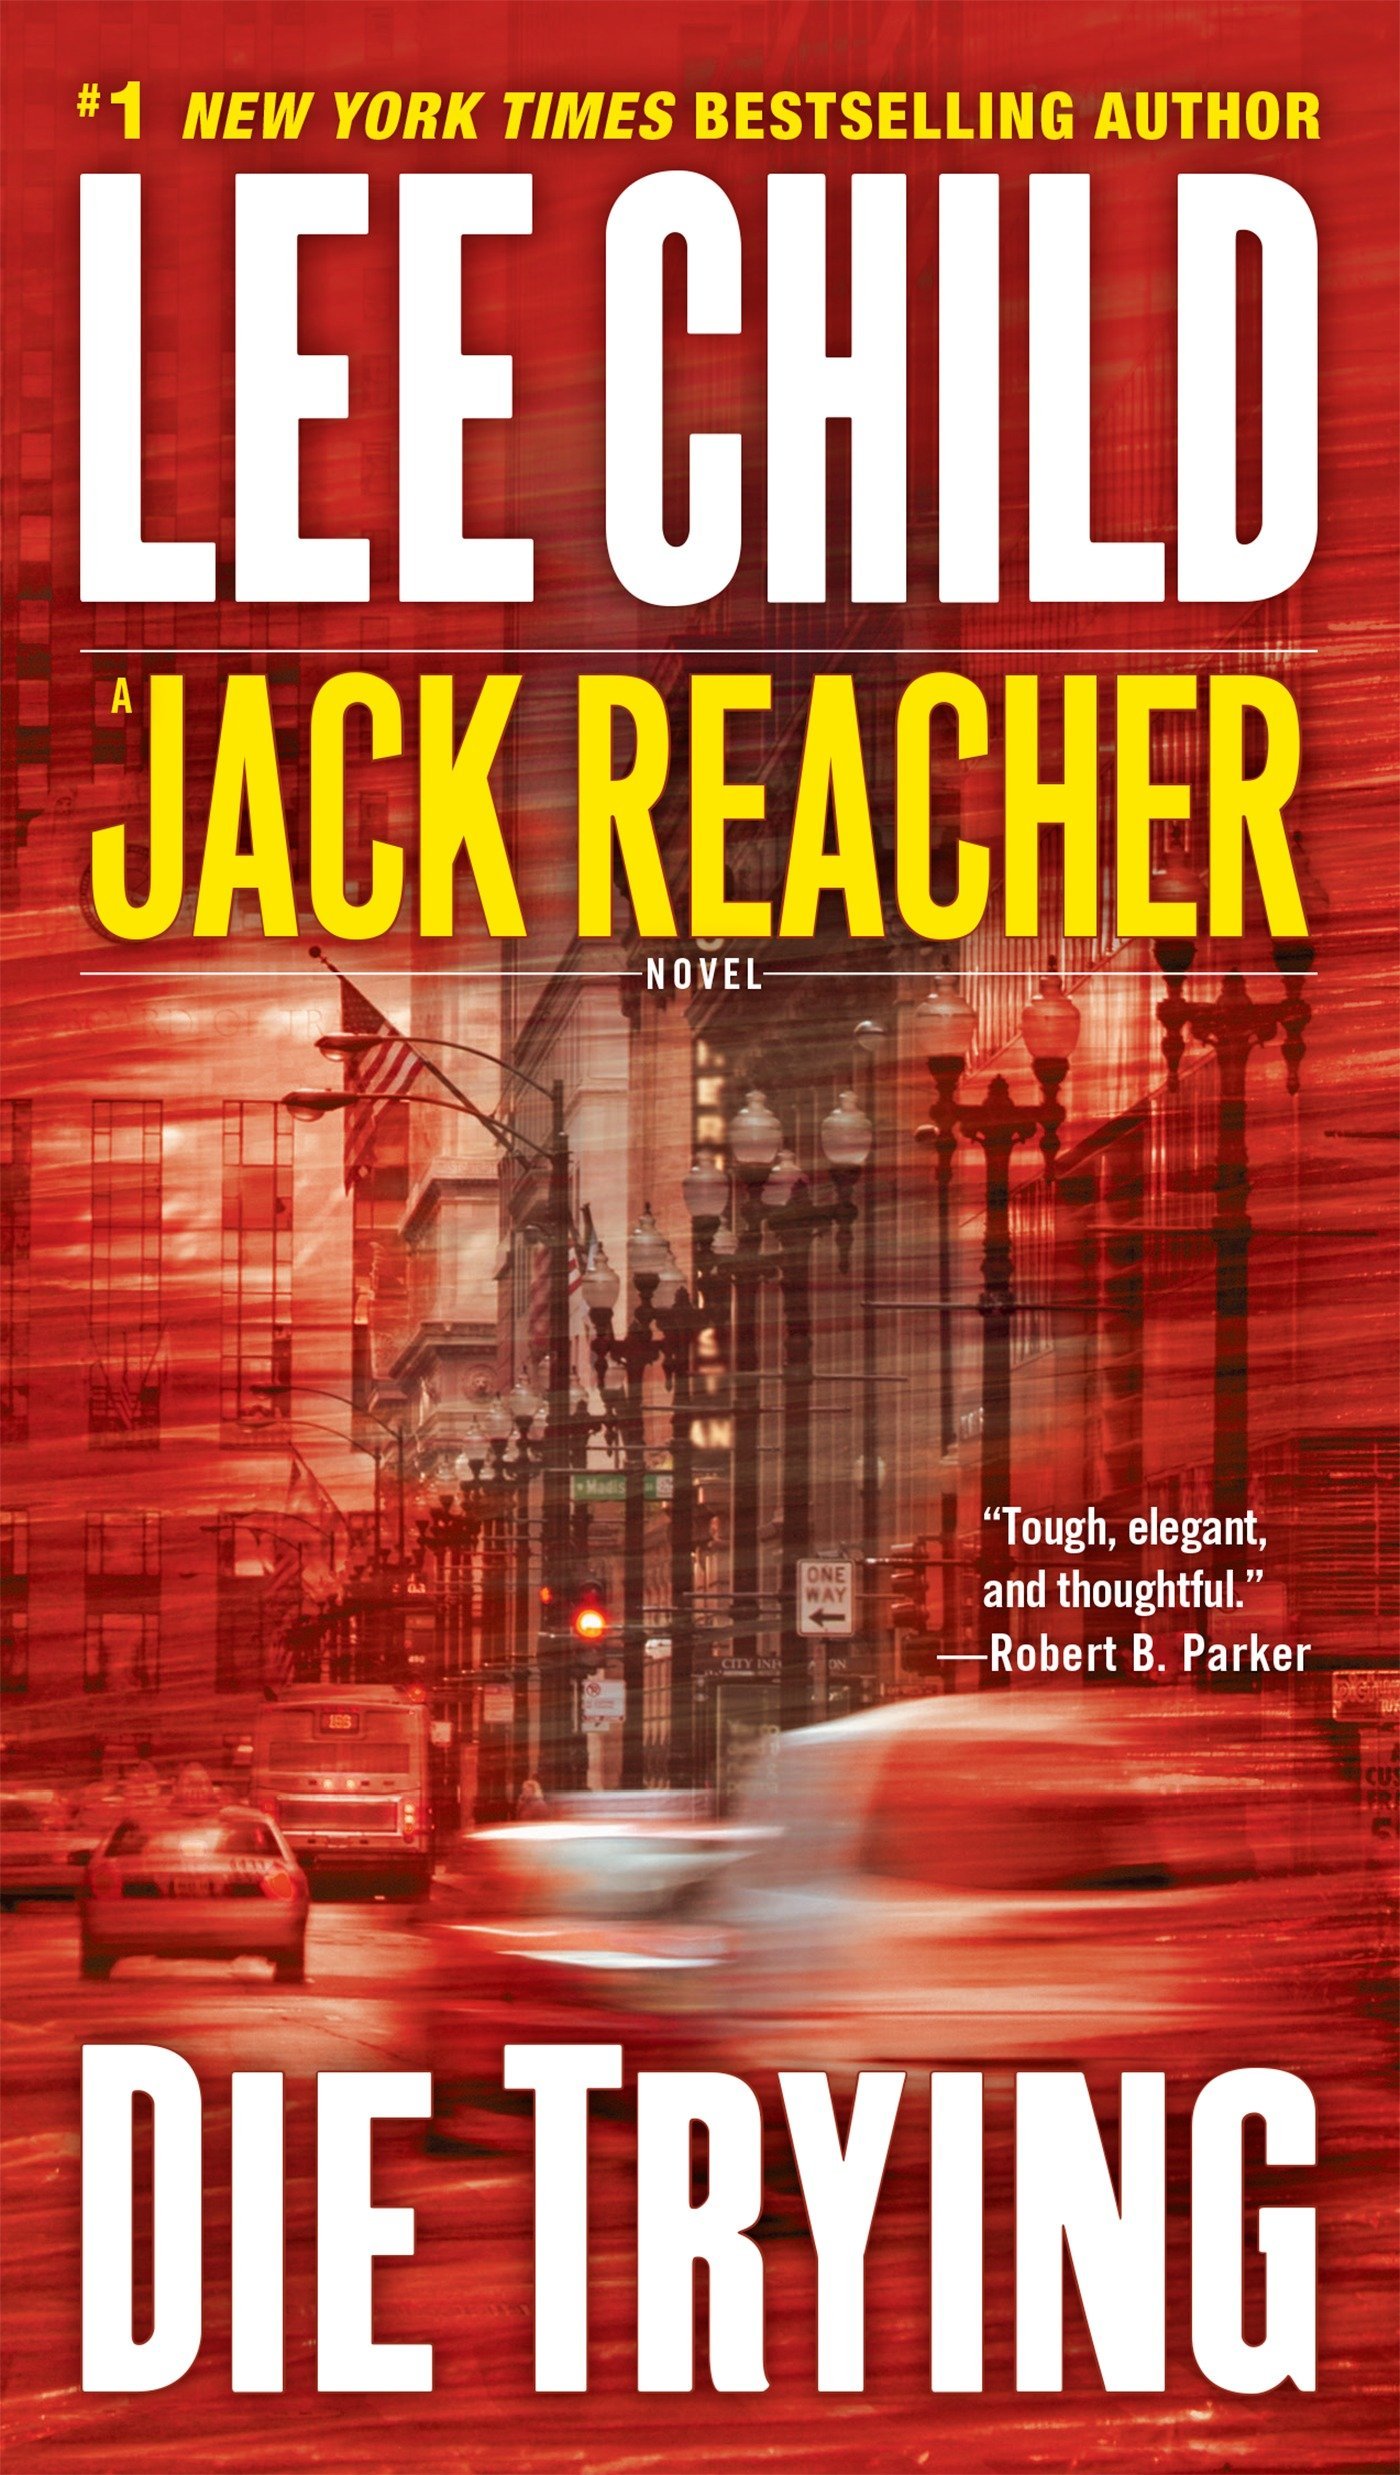 #1 NEW YORK TIMES BESTSELLING AUTHOR
LEE CHILD
A JACK REACHER
NOVEL
ONE
WAY
"Tough, elegant,
and thoughtful."
—Robert B. Parker
DIE TRYING